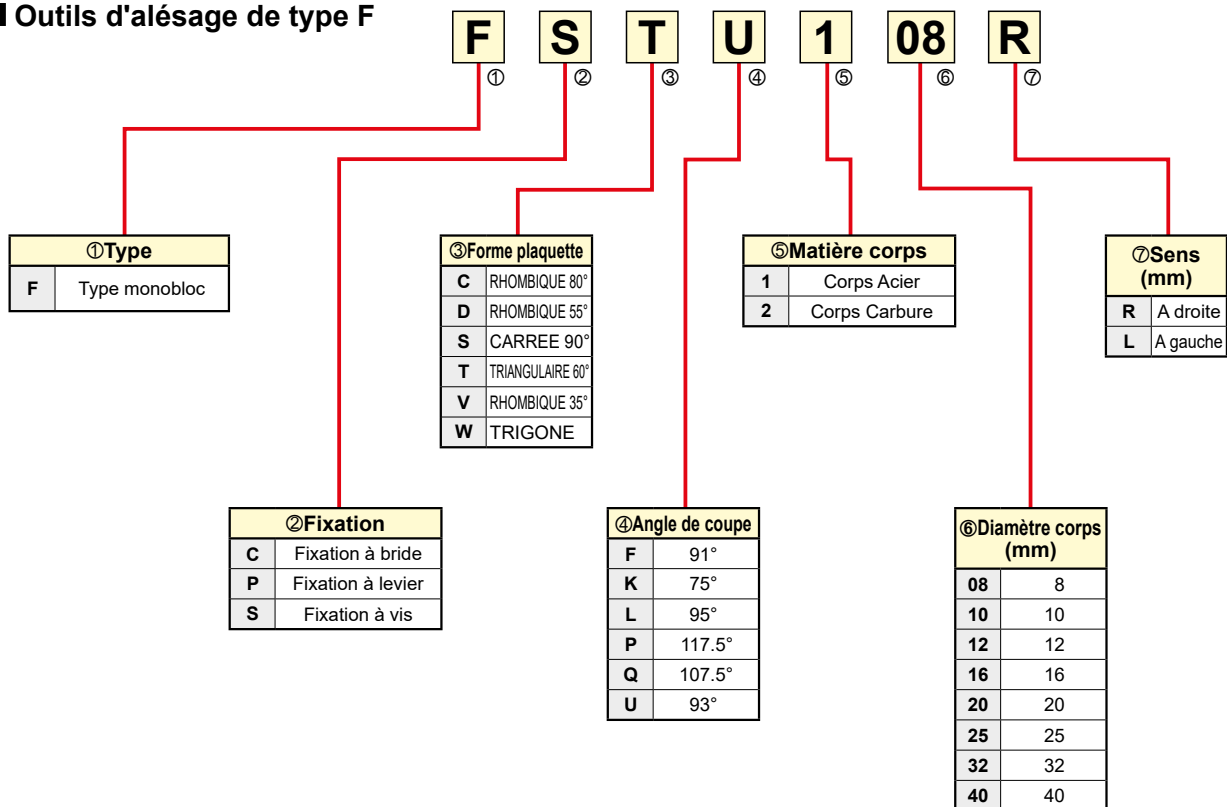 Outils d'alésage de type F
F S T U 1 08 R
① ② ③ ④ ⑤ ⑥ ⑦
①Type
F Type monobloc
③Forme plaquette
C RHOMBIQUE 80°
D RHOMBIQUE 55°
S CARREE 90°
T TRIANGULAIRE 60°
V RHOMBIQUE 35°
W TRIGONE
⑤Matière corps
1 Corps Acier
2 Corps Carbure
⑦Sens
(mm)
R A droite
L A gauche
②Fixation
C Fixation à bride
P Fixation à levier
S Fixation à vis
④Angle de coupe
F 91°
K 75°
L 95°
P 117.5°
Q 107.5°
U 93°
⑥Diamètre corps
(mm)
08 8
10 10
12 12
16 16
20 20
25 25
32 32
40 40